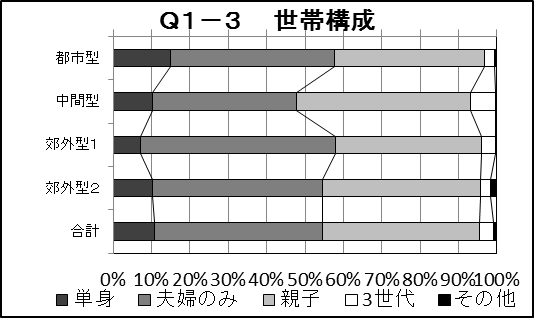 Q1－3　世帯構成
都市型
中間型
郊外型1
郊外型2
合計
0% 10% 20% 30% 40% 50% 60% 70% 80% 90% 100%
単身 夫婦のみ 親子 3世代 その他